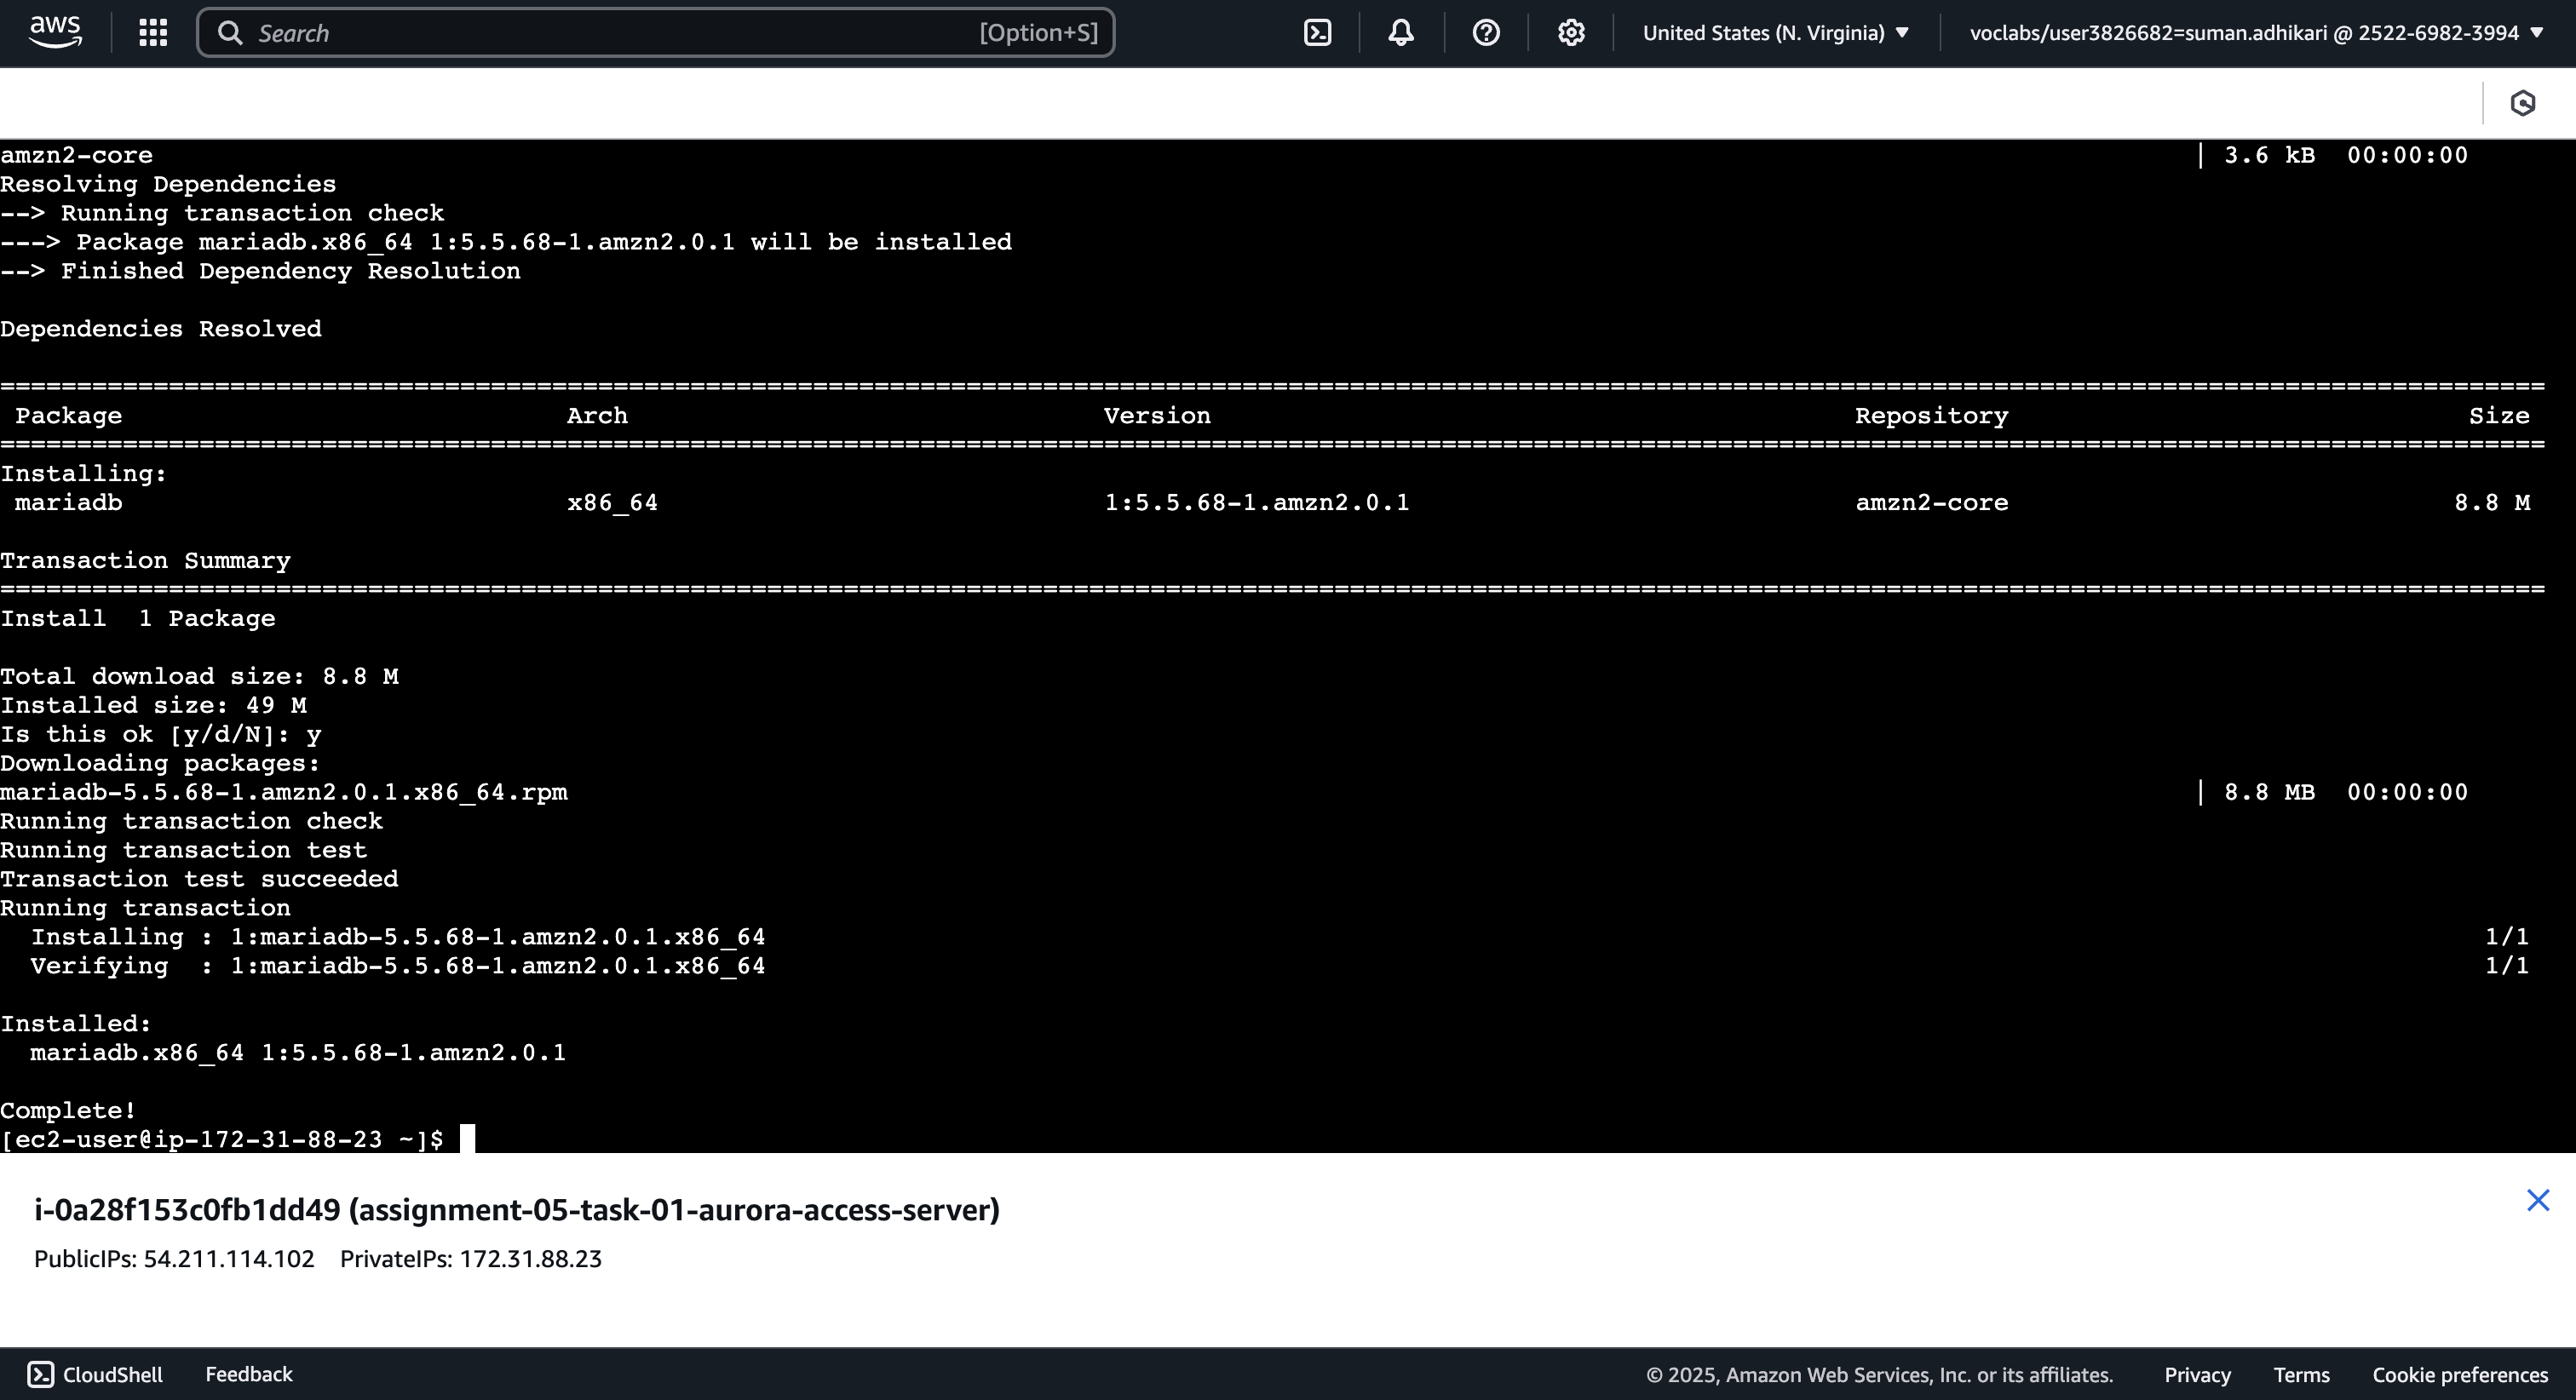 aws
Search [Option+S]
United States (N. Virginia)
voclabs/user3826682=suman.adhikari @ 2522-6982-3994
amzn2-core | 3.6 kB 00:00:00
Resolving Dependencies
--> Running transaction check
---> Package mariadb.x86_64 1:5.5.68-1.amzn2.0.1 will be installed
--> Finished Dependency Resolution
Dependencies Resolved
================================================================================
Package Arch Version Repository Size
================================================================================
Installing:
mariadb x86_64 1:5.5.68-1.amzn2.0.1 amzn2-core 8.8 M
Transaction Summary
================================================================================
Install 1 Package
Total download size: 8.8 M
Installed size: 49 M
Is this ok [y/d/N]: y
Downloading packages:
mariadb-5.5.68-1.amzn2.0.1.x86_64.rpm | 8.8 MB 00:00:00
Running transaction check
Running transaction test
Transaction test succeeded
Running transaction
Installing : 1:mariadb-5.5.68-1.amzn2.0.1.x86_64 1/1
Verifying : 1:mariadb-5.5.68-1.amzn2.0.1.x86_64 1/1
Installed:
mariadb.x86_64 1:5.5.68-1.amzn2.0.1
Complete!
[ec2-user@ip-172-31-88-23 ~]$
i-0a28f153c0fb1dd49 (assignment-05-task-01-aurora-access-server)
PublicIPs: 54.211.114.102 PrivateIPs: 172.31.88.23
CloudShell Feedback © 2025, Amazon Web Services, Inc. or its affiliates. Privacy Terms Cookie preferences